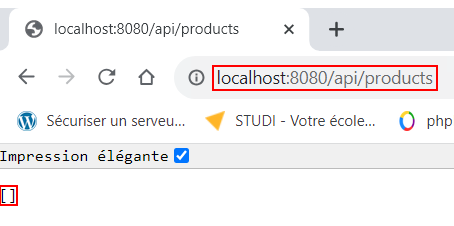 localhost:8080/api/products
localhost:8080/api/products
Sécuriser un serveu... STUDI - Votre école... php
Impression élégante
[]